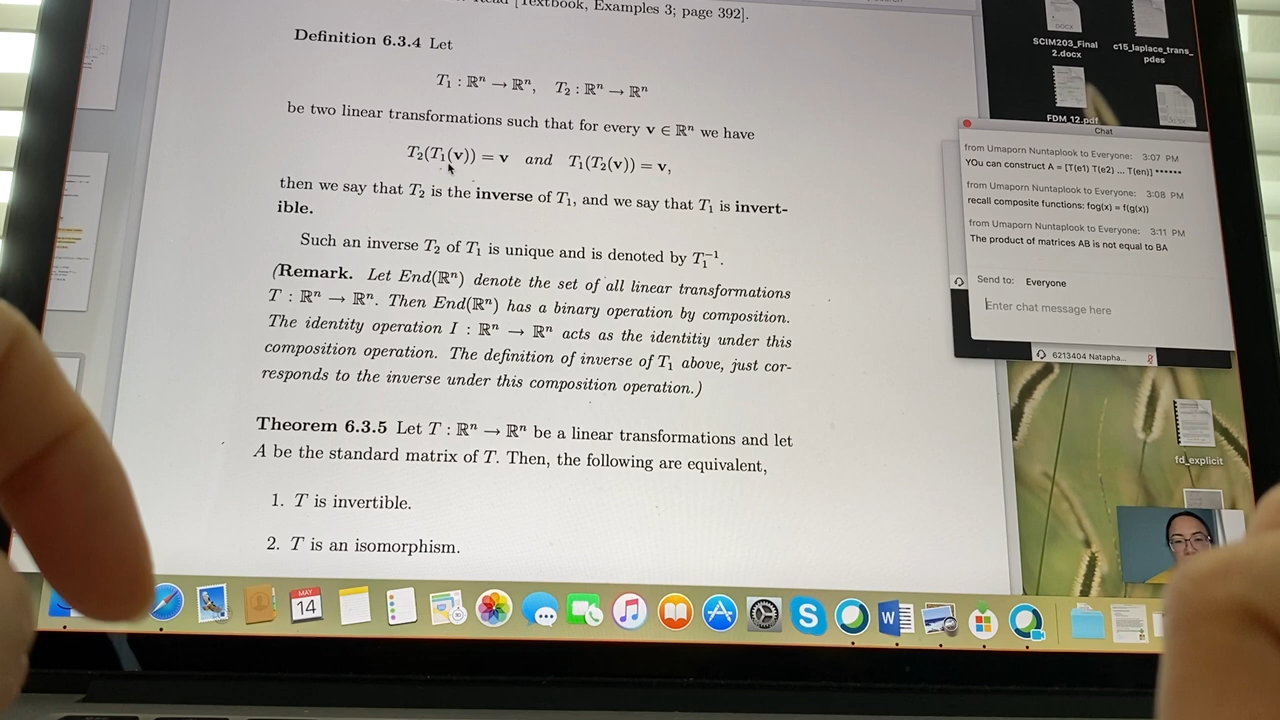 [Textbook, Examples 3; page 392].
Definition 6.3.4 Let
T₁ : ℝⁿ → ℝⁿ, T₂ : ℝⁿ → ℝⁿ
be two linear transformations such that for every v ∈ ℝⁿ we have
T₂(T₁(v)) = v and T₁(T₂(v)) = v,
then we say that T₂ is the inverse of T₁, and we say that T₁ is invert-
ible.
Such an inverse T₂ of T₁ is unique and is denoted by T₁⁻¹.
(Remark. Let End(ℝⁿ) denote the set of all linear transformations
T : ℝⁿ → ℝⁿ. Then End(ℝⁿ) has a binary operation by composition.
The identity operation I : ℝⁿ → ℝⁿ acts as the identitiy under this
composition operation. The definition of inverse of T₁ above, just cor-
responds to the inverse under this composition operation.)
Theorem 6.3.5 Let T : ℝⁿ → ℝⁿ be a linear transformations and let
A be the standard matrix of T. Then, the following are equivalent,
1. T is invertible.
2. T is an isomorphism.
DOCX
SCIM203_Final
2.docx
c15_laplace_trans_
pdes
FDM_12.pdf
Chat
from Umaporn Nuntaplook to Everyone: 3:07 PM
YOu can construct A = [T(e1) T(e2) ... T(en)] ••••••
from Umaporn Nuntaplook to Everyone: 3:08 PM
recall composite functions: fog(x) = f(g(x))
from Umaporn Nuntaplook to Everyone: 3:11 PM
The product of matrices AB is not equal to BA
Send to: Everyone
Enter chat message here
6213404 Natapha...
fd_explicit
MAY
14